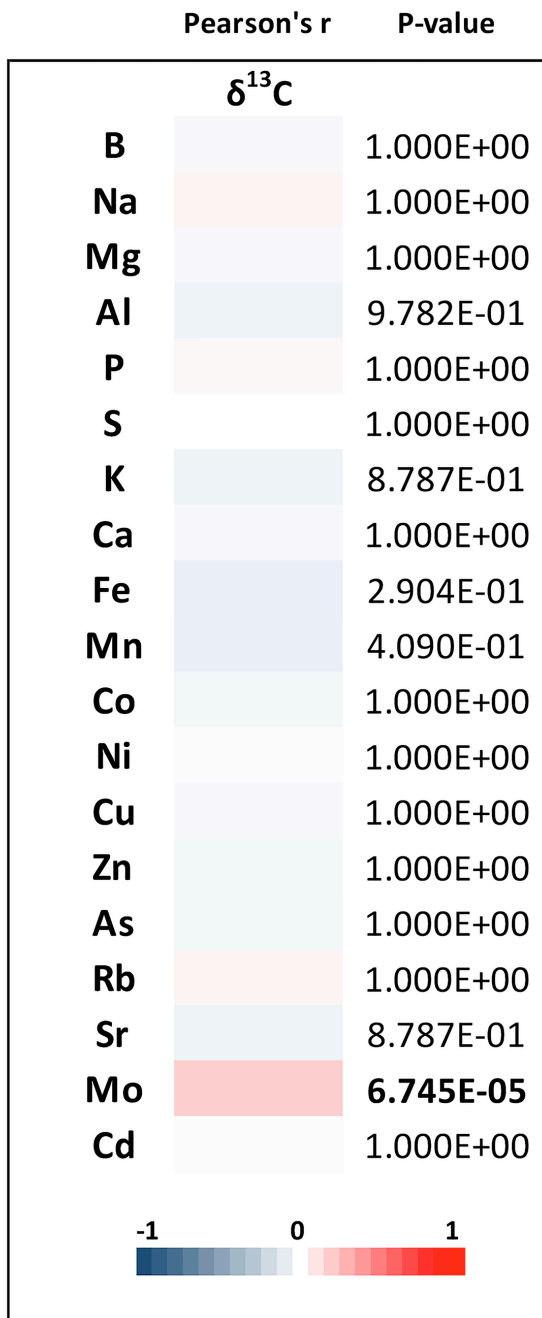 Pearson's r P-value
δ¹³C
B 1.000E+00
Na 1.000E+00
Mg 1.000E+00
Al 9.782E-01
P 1.000E+00
S 1.000E+00
K 8.787E-01
Ca 1.000E+00
Fe 2.904E-01
Mn 4.090E-01
Co 1.000E+00
Ni 1.000E+00
Cu 1.000E+00
Zn 1.000E+00
As 1.000E+00
Rb 1.000E+00
Sr 8.787E-01
Mo 6.745E-05
Cd 1.000E+00
-1 0 1